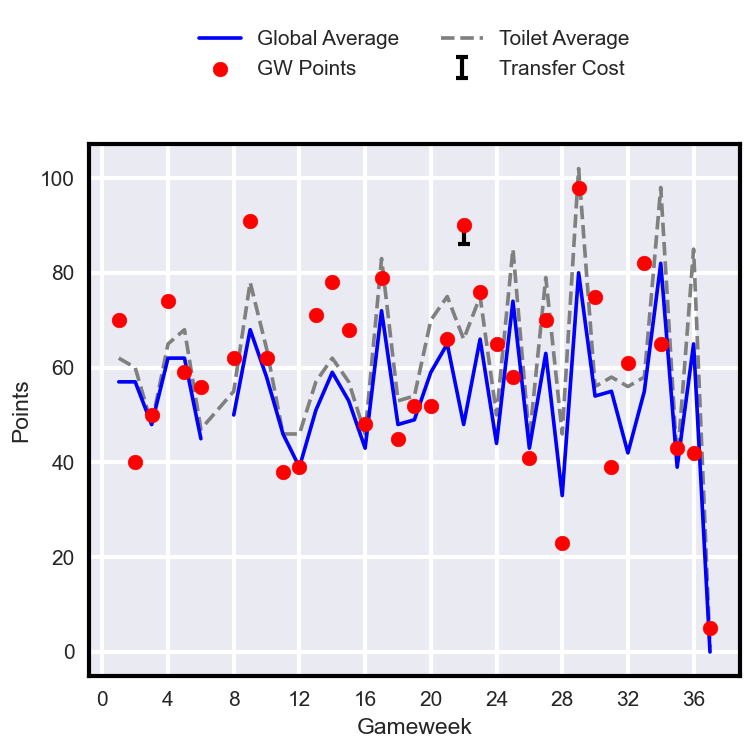 Global Average
Toilet Average
GW Points
Transfer Cost
100
80
60
40
20
0
Points
0 4 8 12 16 20 24 28 32 36
Gameweek